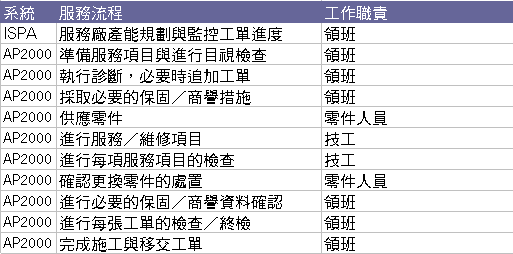 系統 服務流程 工作職責
ISPA 服務廠產能規劃與監控工單進度 領班
AP2000 準備服務項目與進行目視檢查 領班
AP2000 執行診斷，必要時追加工單 領班
AP2000 採取必要的保固／商譽措施 領班
AP2000 供應零件 零件人員
AP2000 進行服務／維修項目 技工
AP2000 進行每項服務項目的檢查 技工
AP2000 確認更換零件的處置 零件人員
AP2000 進行必要的保固／商譽資料確認 領班
AP2000 進行每張工單的檢查／終檢 領班
AP2000 完成施工與移交工單 領班